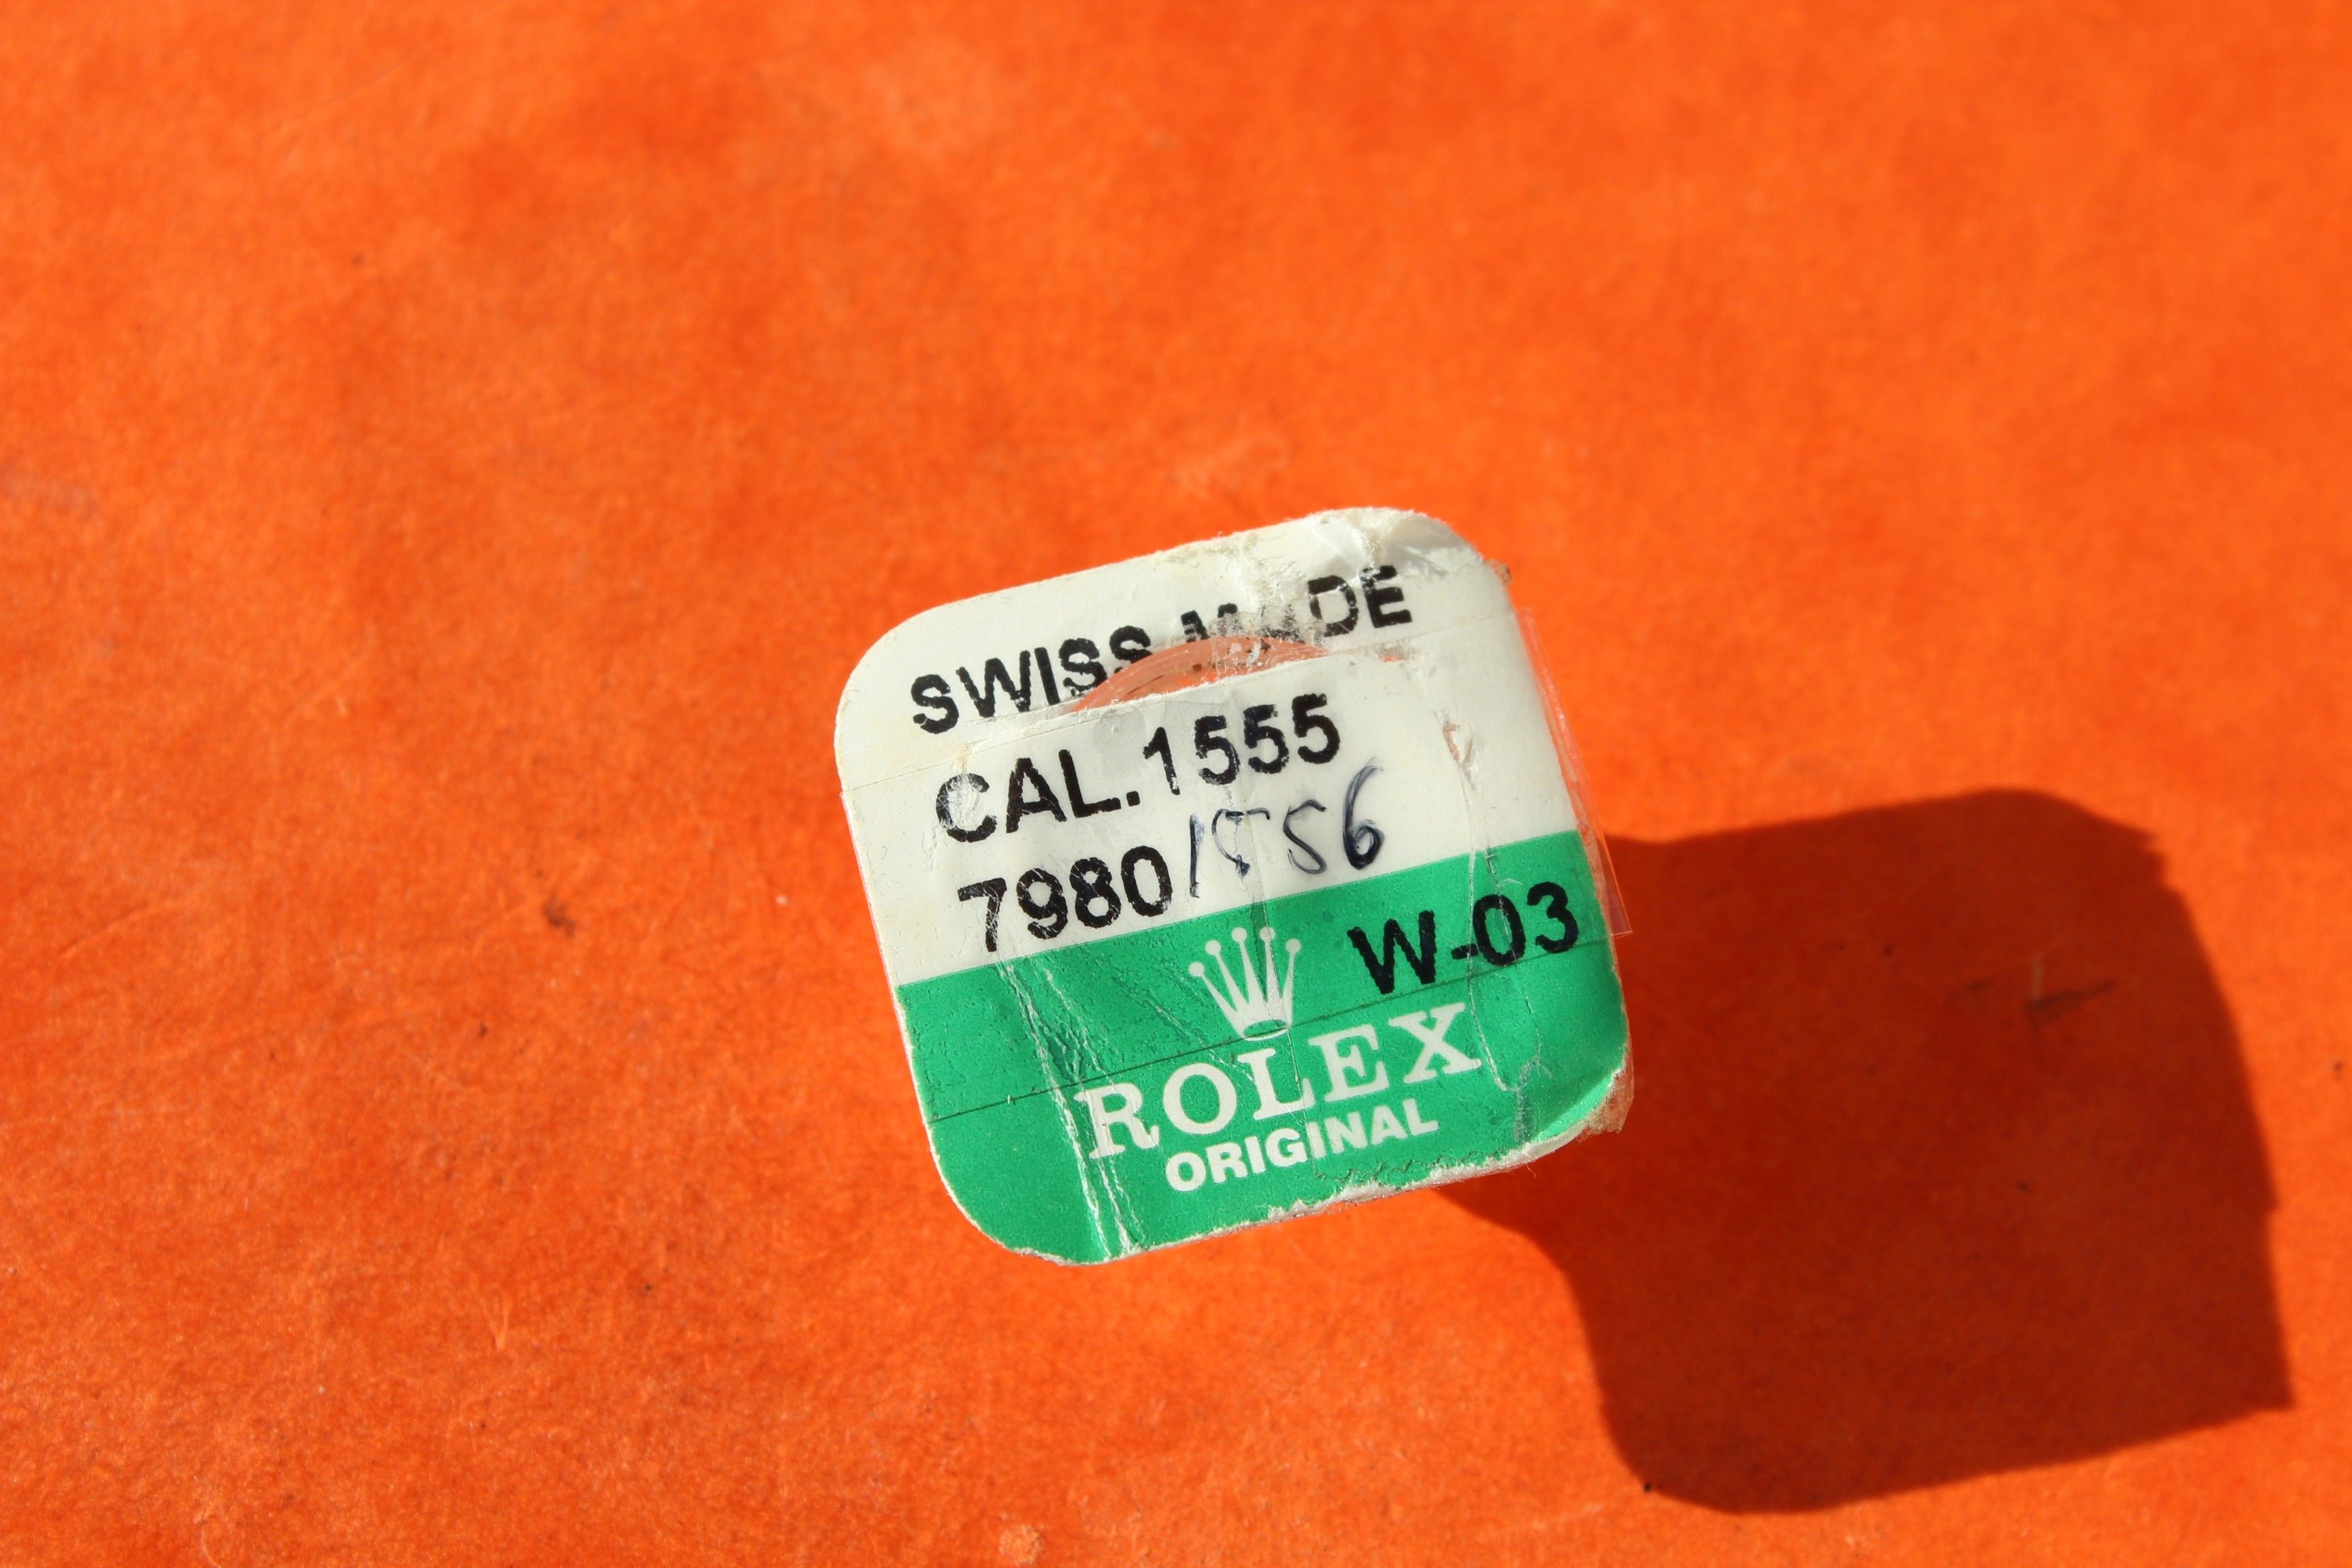 SWISS MADE
CAL.1555
7980 1556
W-03
ROLEX
ORIGINAL